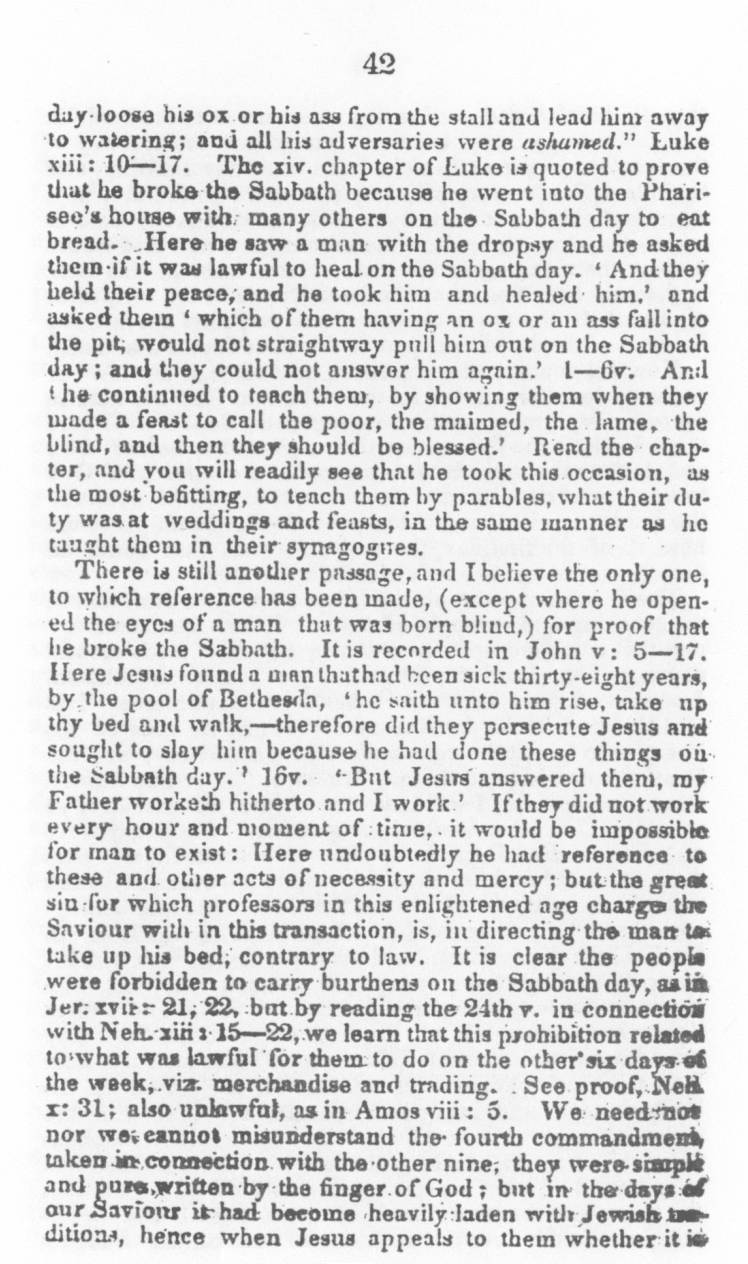 42
day loose his ox or his ass from the stall and lead him away
to watering; and all his adversaries were ashamed." Luke
xiii: 10—17. The xiv. chapter of Luke is quoted to prove
that he broke the Sabbath because he went into the Phari-
see's house with many others on the Sabbath day to eat
bread. Here he saw a man with the dropsy and he asked
them if it was lawful to heal on the Sabbath day. ' And they
held their peace, and he took him and healed him.' and
asked them ' which of them having an ox or an ass fall into
the pit, would not straightway pull him out on the Sabbath
day; and they could not answer him again.' 1—6v. And
' he continued to teach them, by showing them when they
made a feast to call the poor, the maimed, the lame, the
blind, and then they should be blessed.' Read the chap-
ter, and you will readily see that he took this occasion, as
the most befitting, to teach them by parables, what their du-
ty was at weddings and feasts, in the same manner as he
taught them in their synagogues.
There is still another passage, and I believe the only one,
to which reference has been made, (except where he open-
ed the eyes of a man that was born blind,) for proof that
he broke the Sabbath. It is recorded in John v: 5—17.
Here Jesus found a man that had been sick thirty-eight years,
by the pool of Bethesda, ' he saith unto him rise, take up
thy bed and walk,—therefore did they persecute Jesus and
sought to slay him because he had done these things on
the Sabbath day.' 16v. ' But Jesus answered them, my
Father worketh hitherto and I work.' If they did not work
every hour and moment of time, it would be impossible
for man to exist: Here undoubtedly he had reference to
these and other acts of necessity and mercy; but the great
sin for which professors in this enlightened age charge the
Saviour with in this transaction, is, in directing the man to
take up his bed, contrary to law. It is clear the people
were forbidden to carry burthens on the Sabbath day, as in
Jer. xvii: 21, 22, but by reading the 24th v. in connection
with Neh. xiii: 15—22, we learn that this prohibition related
to what was lawful for them to do on the other six days of
the week, viz. merchandise and trading. See proof, Neh.
x: 31; also unlawful, as in Amos viii: 5. We need not
nor we cannot misunderstand the fourth commandment,
taken in connection with the other nine; they were simple
and pure, written by the finger of God; but in the days of
our Saviour it had become heavily laden with Jewish tra-
ditions, hence when Jesus appeals to them whether it is